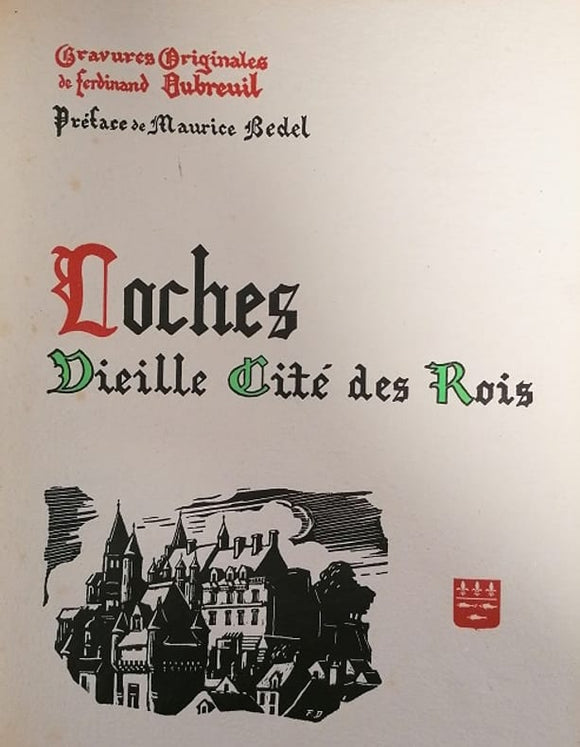 Gravures Originales
de Ferdinand Dubreuil
Préface de Maurice Bedel
Loches
Vieille Cité des Rois
F D